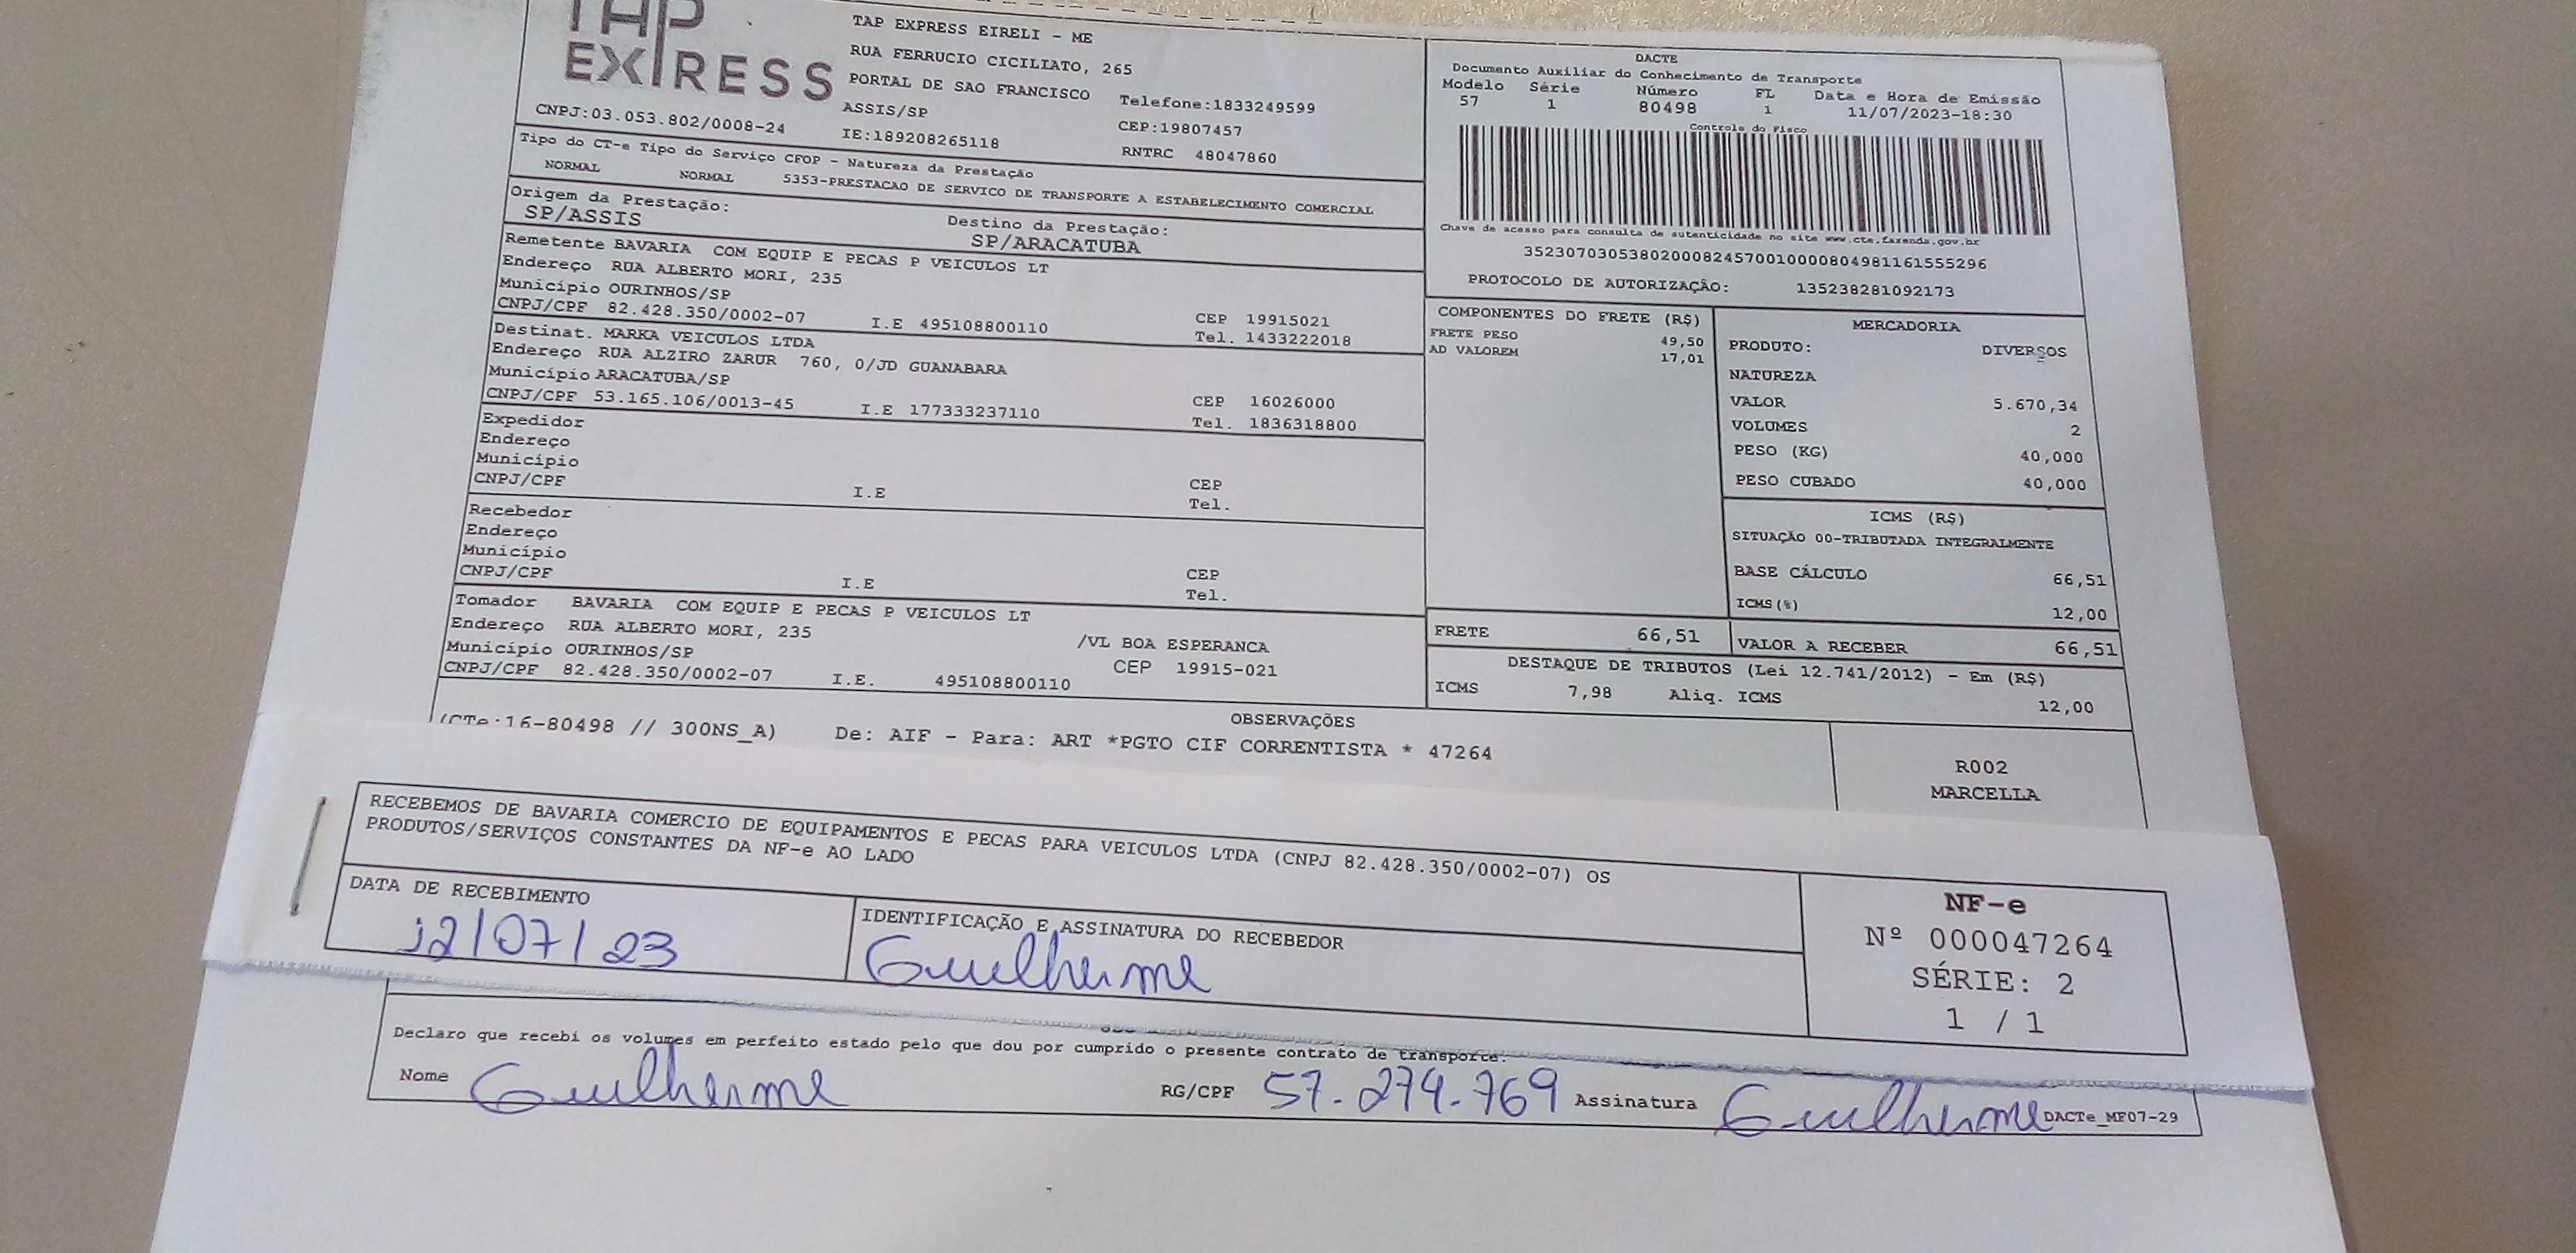 TAP
EXPRESS
TAP EXPRESS EIRELI - ME
RUA FERRUCIO CICILIATO, 265
PORTAL DE SAO FRANCISCO
Telefone:1833249599
ASSIS/SP
CEP:19807457
CNPJ:03.053.802/0008-24
IE:189208265118
RNTRC 48047860
Tipo do CT-e Tipo do Serviço CFOP - Natureza da Prestação
NORMAL NORMAL 5353-PRESTACAO DE SERVICO DE TRANSPORTE A ESTABELECIMENTO COMERCIAL
Origem da Prestação: Destino da Prestação:
SP/ASSIS SP/ARACATUBA
Remetente BAVARIA COM EQUIP E PECAS P VEICULOS LT
Endereço RUA ALBERTO MORI, 235
Município OURINHOS/SP CEP 19915021
CNPJ/CPF 82.428.350/0002-07 I.E 495108800110 Tel. 1433222018
Destinat. MARKA VEICULOS LTDA
Endereço RUA ALZIRO ZARUR 760, 0/JD GUANABARA
Município ARACATUBA/SP CEP 16026000
CNPJ/CPF 53.165.106/0013-45 I.E 177333237110 Tel. 1836318800
Expedidor
Endereço
Município CEP
CNPJ/CPF I.E Tel.
Recebedor
Endereço
Município CEP
CNPJ/CPF I.E Tel.
Tomador BAVARIA COM EQUIP E PECAS P VEICULOS LT
Endereço RUA ALBERTO MORI, 235 /VL BOA ESPERANCA
Município OURINHOS/SP CEP 19915-021
CNPJ/CPF 82.428.350/0002-07 I.E. 495108800110
DACTE
Documento Auxiliar do Conhecimento de Transporte
Modelo Série Número FL Data e Hora de Emissão
57 1 80498 1 11/07/2023-18:30
Controle do Fisco
Chave de acesso para consulta de autenticidade no site www.cte.fazenda.gov.br
35230703053802000824570010000804981161555296
PROTOCOLO DE AUTORIZAÇÃO: 135238281092173
COMPONENTES DO FRETE (R$)
FRETE PESO 49,50
AD VALOREM 17,01
MERCADORIA
PRODUTO: DIVERSOS
NATUREZA
VALOR 5.670,34
VOLUMES 2
PESO (KG) 40,000
PESO CUBADO 40,000
ICMS (R$)
SITUAÇÃO 00-TRIBUTADA INTEGRALMENTE
BASE CÁLCULO 66,51
ICMS(%) 12,00
FRETE 66,51 VALOR A RECEBER 66,51
DESTAQUE DE TRIBUTOS (Lei 12.741/2012) - Em (R$)
ICMS 7,98 Aliq. ICMS 12,00
OBSERVAÇÕES
(CTe:16-80498 // 300NS_A) De: AIF - Para: ART *PGTO CIF CORRENTISTA * 47264
R002
MARCELLA
RECEBEMOS DE BAVARIA COMERCIO DE EQUIPAMENTOS E PECAS PARA VEICULOS LTDA (CNPJ 82.428.350/0002-07) OS
PRODUTOS/SERVIÇOS CONSTANTES DA NF-e AO LADO
DATA DE RECEBIMENTO
12/07/23
IDENTIFICAÇÃO E ASSINATURA DO RECEBEDOR
Guilherme
NF-e
Nº 000047264
SÉRIE: 2
1 / 1
Declaro que recebi os volumes em perfeito estado pelo que dou por cumprido o presente contrato de transporte.
Nome Guilherme RG/CPF 57.274.769 Assinatura Guilherme DACTe_MF07-29